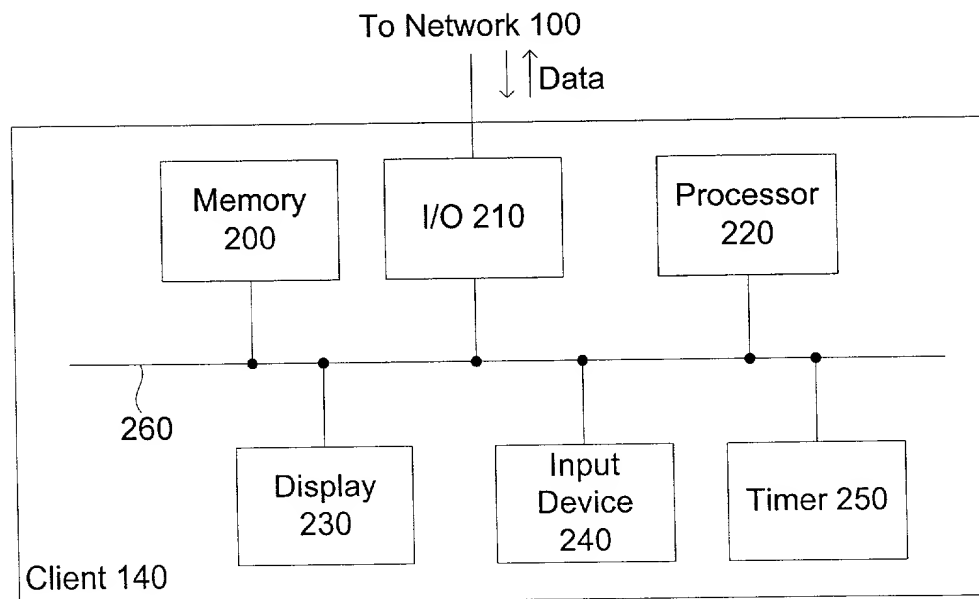 To Network 100
Data
Memory
200
I/O 210
Processor
220
260
Display
230
Input
Device
240
Timer 250
Client 140